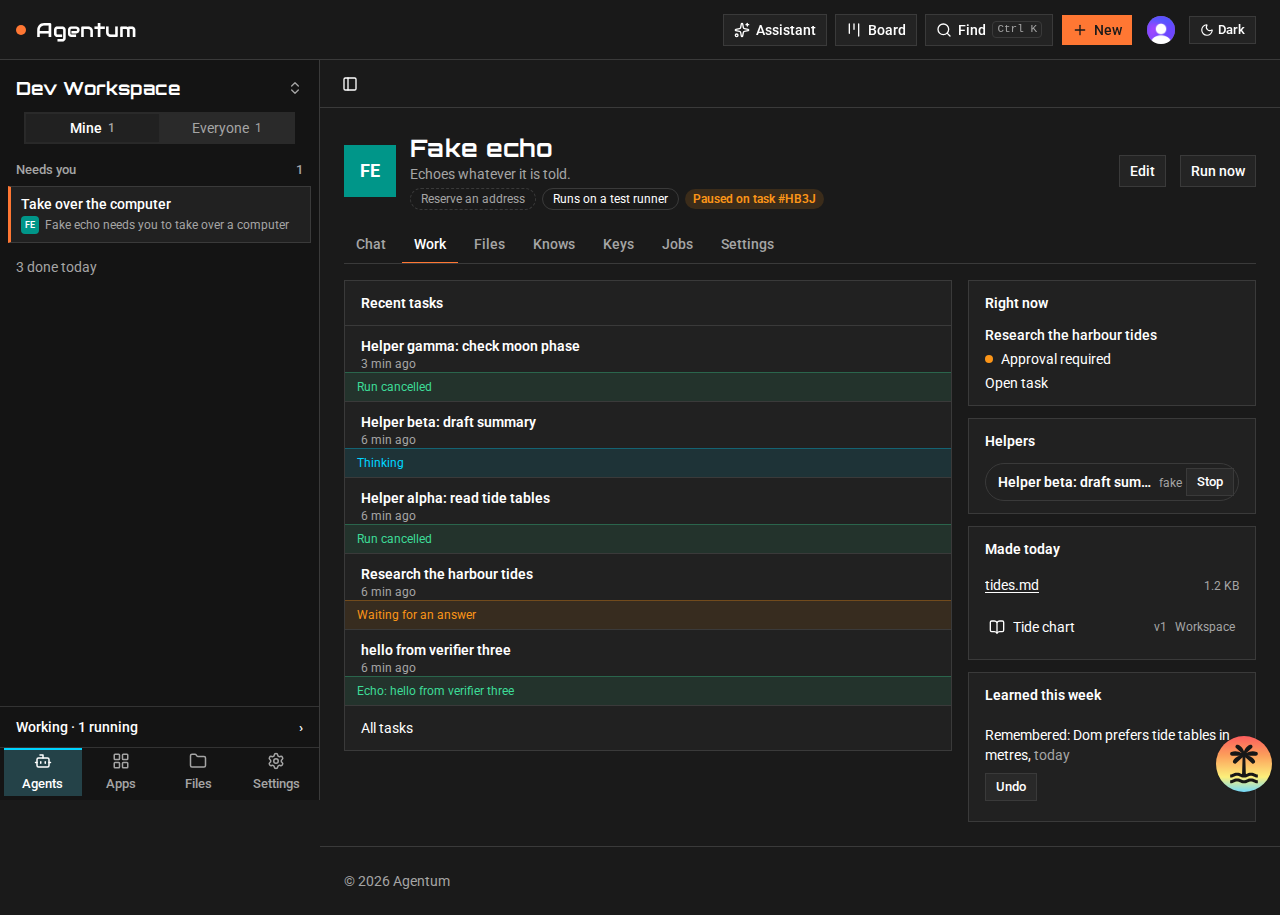 Agentum
Assistant
Board
Find Ctrl K
New
Dark
Dev Workspace
Mine 1
Everyone 1
Needs you 1
Take over the computer
FE Fake echo needs you to take over a computer
3 done today
Working · 1 running ›
Agents
Apps
Files
Settings
FE
Fake echo
Echoes whatever it is told.
Reserve an address
Runs on a test runner
Paused on task #HB3J
Edit
Run now
Chat
Work
Files
Knows
Keys
Jobs
Settings
Recent tasks
Helper gamma: check moon phase
3 min ago
Run cancelled
Helper beta: draft summary
6 min ago
Thinking
Helper alpha: read tide tables
6 min ago
Run cancelled
Research the harbour tides
6 min ago
Waiting for an answer
hello from verifier three
6 min ago
Echo: hello from verifier three
All tasks
Right now
Research the harbour tides
Approval required
Open task
Helpers
Helper beta: draft sum... fake Stop
Made today
tides.md 1.2 KB
Tide chart v1 Workspace
Learned this week
Remembered: Dom prefers tide tables in
metres, today
Undo
© 2026 Agentum